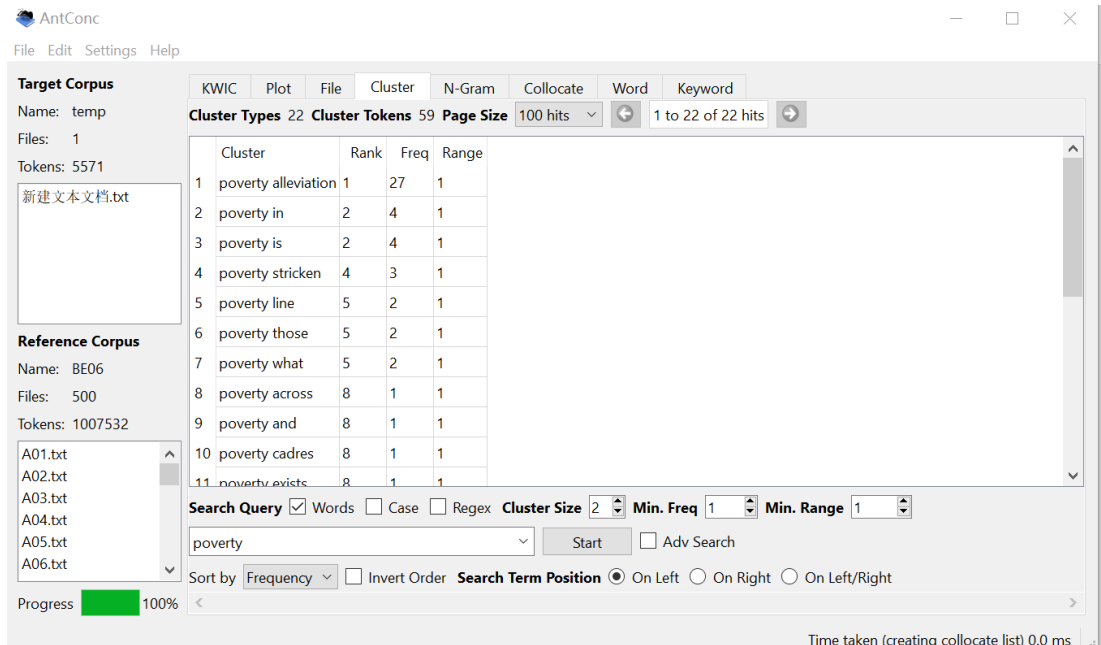 AntConc
File Edit Settings Help
Target Corpus
Name: temp
Files: 1
Tokens: 5571
新建文本文档.txt
Reference Corpus
Name: BE06
Files: 500
Tokens: 1007532
A01.txt
A02.txt
A03.txt
A04.txt
A05.txt
A06.txt
Progress 100%
KWIC Plot File Cluster N-Gram Collocate Word Keyword
Cluster Types 22 Cluster Tokens 59 Page Size 100 hits 1 to 22 of 22 hits
Cluster Rank Freq Range
1 poverty alleviation 1 27 1
2 poverty in 2 4 1
3 poverty is 2 4 1
4 poverty stricken 4 3 1
5 poverty line 5 2 1
6 poverty those 5 2 1
7 poverty what 5 2 1
8 poverty across 8 1 1
9 poverty and 8 1 1
10 poverty cadres 8 1 1
11 poverty exists 8 1 1
Search Query Words Case Regex Cluster Size 2 Min. Freq 1 Min. Range 1
poverty Start Adv Search
Sort by Frequency Invert Order Search Term Position On Left On Right On Left/Right
Time taken (creating collocate list) 0.0 ms